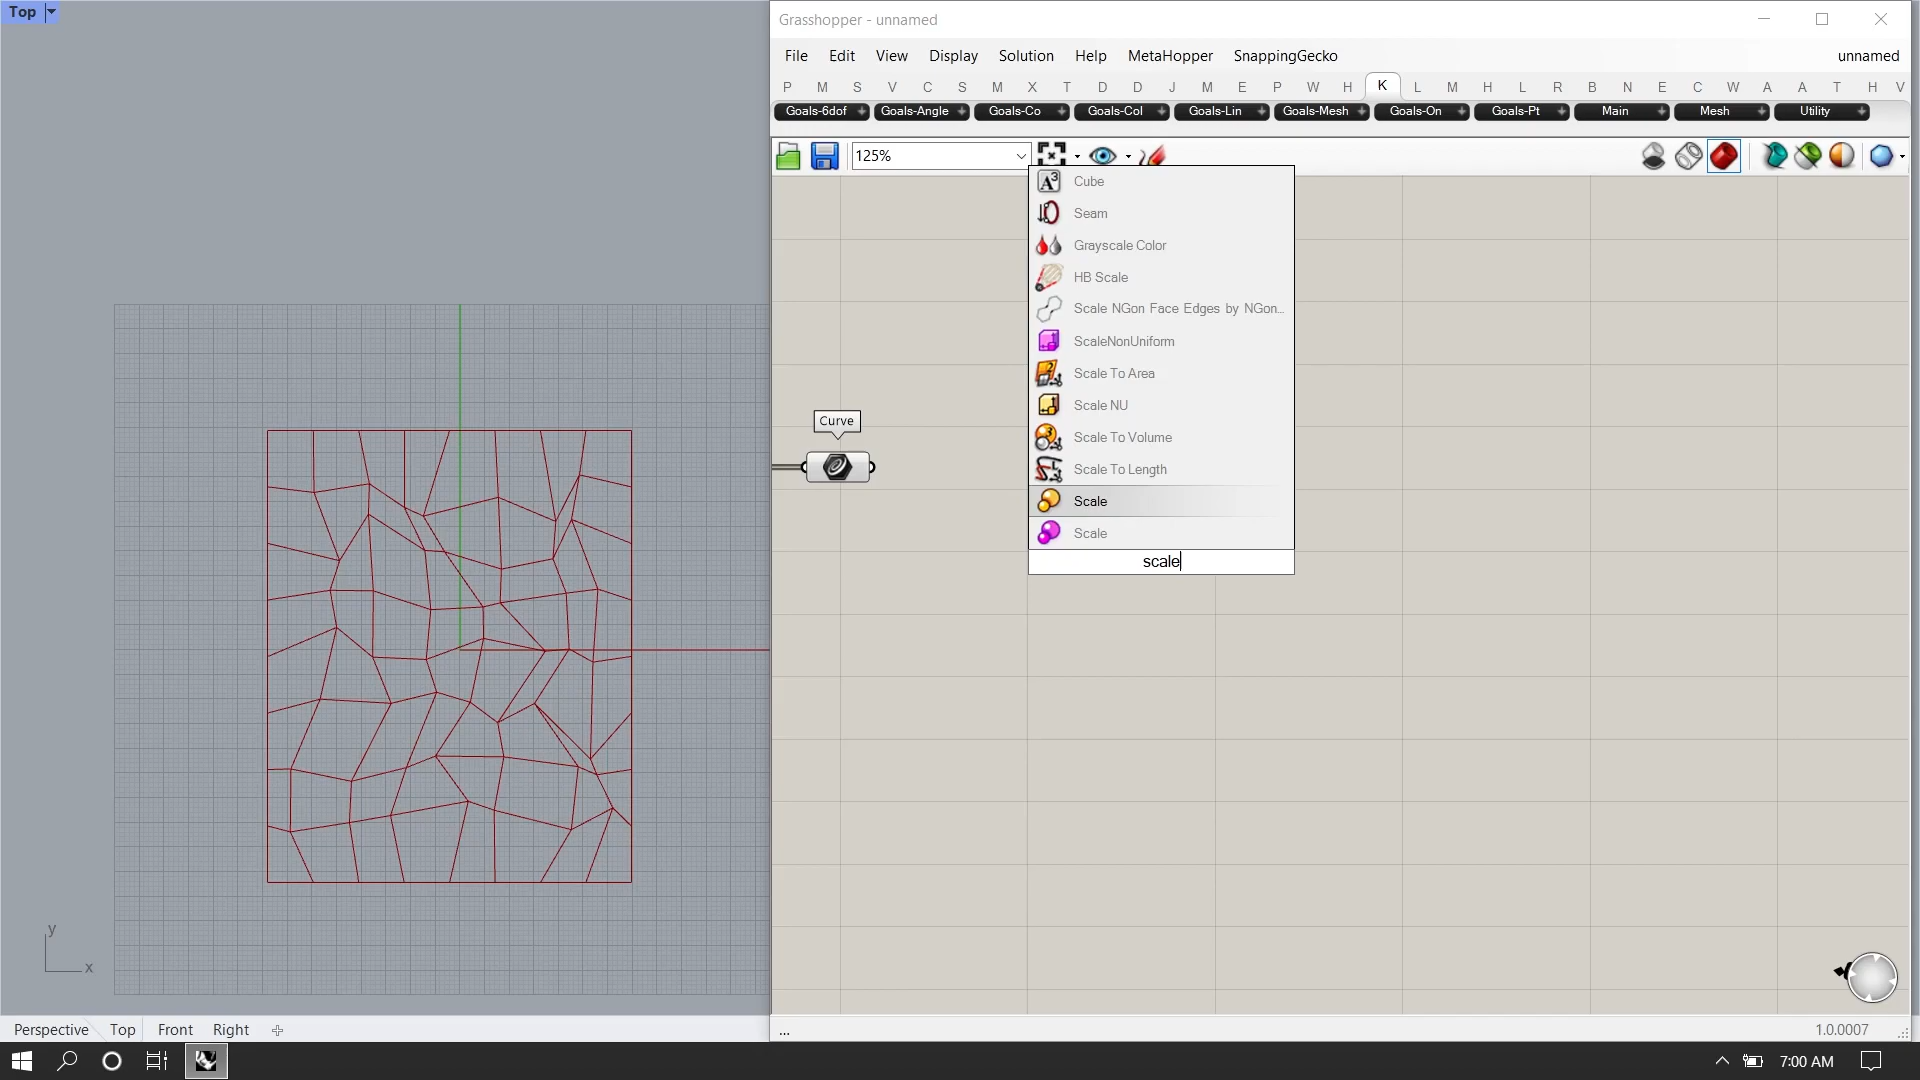 Top
Grasshopper - unnamed
File Edit View Display Solution Help MetaHopper SnappingGecko unnamed
P M S V C S M X T D D J M E P W H K L M H L R B N E C W A A T H V
Goals-6dof Goals-Angle Goals-Co Goals-Col Goals-Lin Goals-Mesh Goals-On Goals-Pt Main Mesh Utility
125%
Cube
Seam
Grayscale Color
HB Scale
Scale NGon Face Edges by NGon...
ScaleNonUniform
Scale To Area
Scale NU
Scale To Volume
Scale To Length
Scale
Scale
scale
Curve
y
x
Perspective Top Front Right
...
1.0.0007
7:00 AM